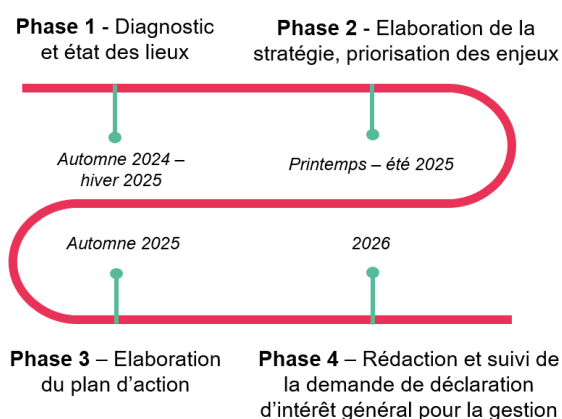 Phase 1 - Diagnostic
et état des lieux
Phase 2 - Elaboration de la
stratégie, priorisation des enjeux
Automne 2024 –
hiver 2025
Printemps – été 2025
Automne 2025
2026
Phase 3 – Elaboration
du plan d’action
Phase 4 – Rédaction et suivi de
la demande de déclaration
d’intérêt général pour la gestion